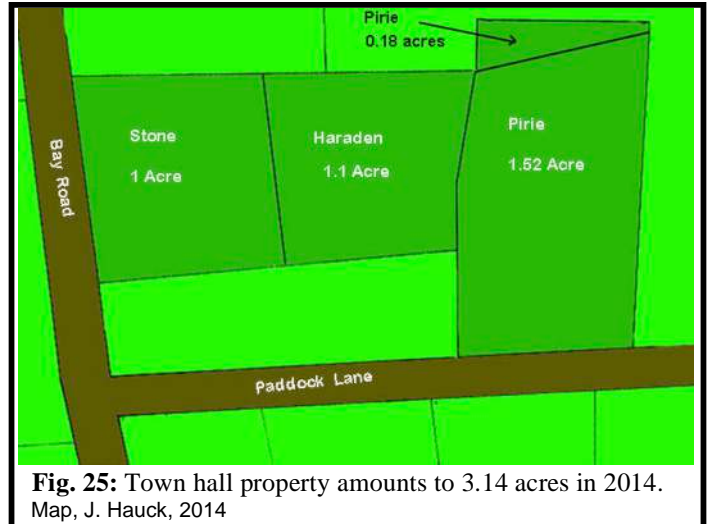 Pirie
0.18 acres
Stone
1 Acre
Haraden
1.1 Acre
Pirie
1.52 Acre
Bay Road
Paddock Lane
Fig. 25: Town hall property amounts to 3.14 acres in 2014.
Map, J. Hauck, 2014